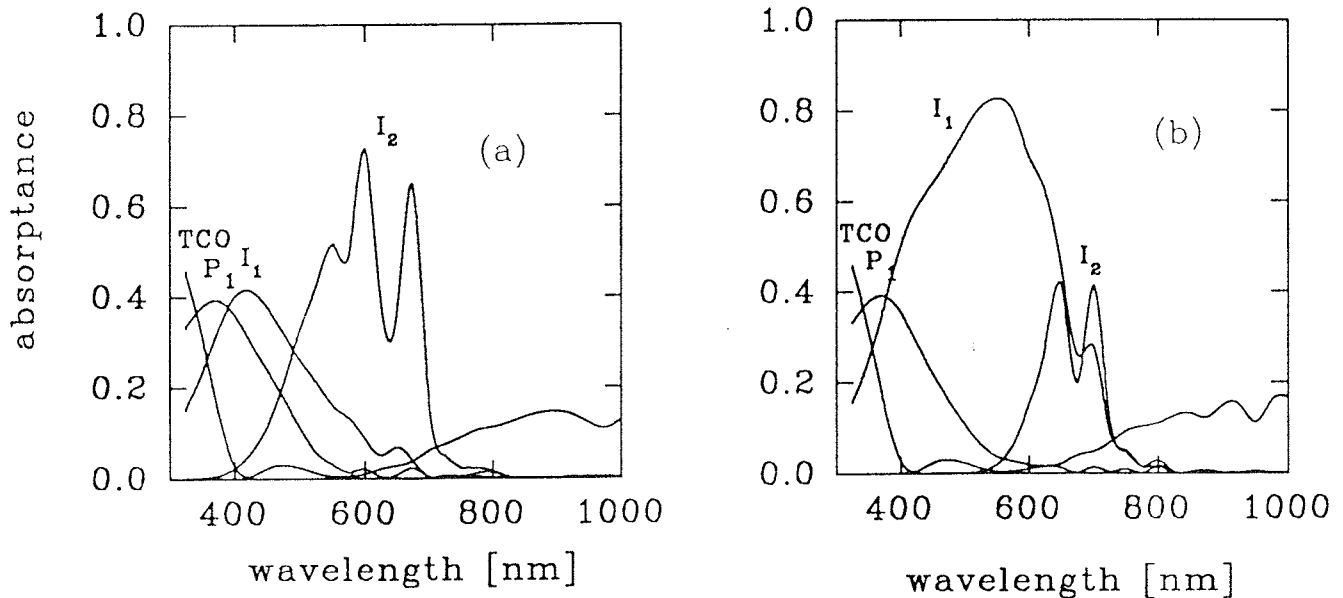 absorptance
1.0
0.8
0.6
0.4
0.2
0.0
400 600 800 1000
wavelength [nm]
(a)
I₂
TCO
P₁ I₁
1.0
0.8
0.6
0.4
0.2
0.0
400 600 800 1000
wavelength [nm]
(b)
I₁
I₂
TCO
P₁